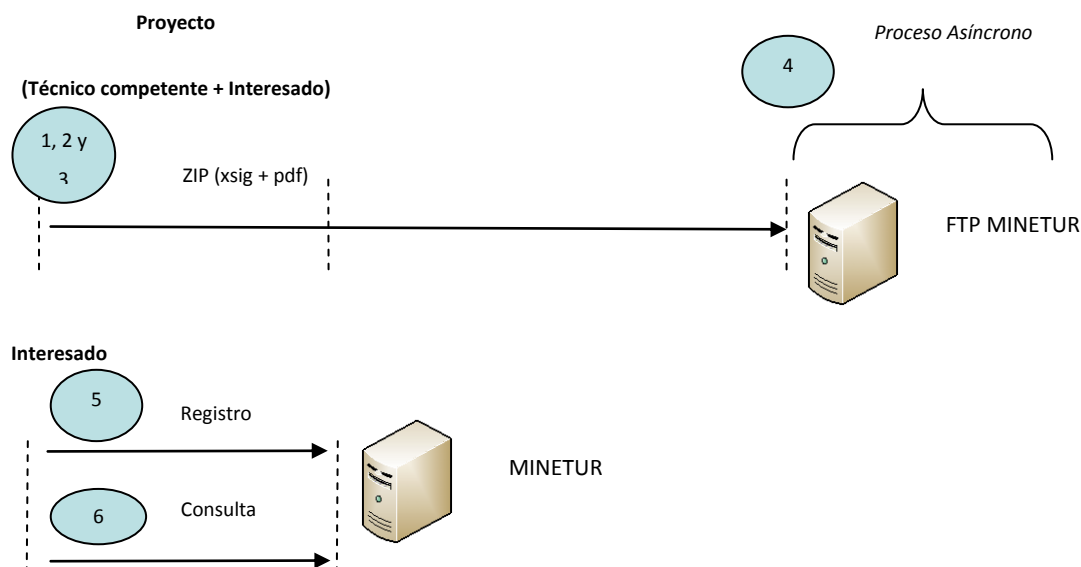 Proyecto
Proceso Asíncrono
4
(Técnico competente + Interesado)
1, 2 y
3
ZIP (xsig + pdf)
FTP MINETUR
Interesado
5
Registro
MINETUR
6
Consulta